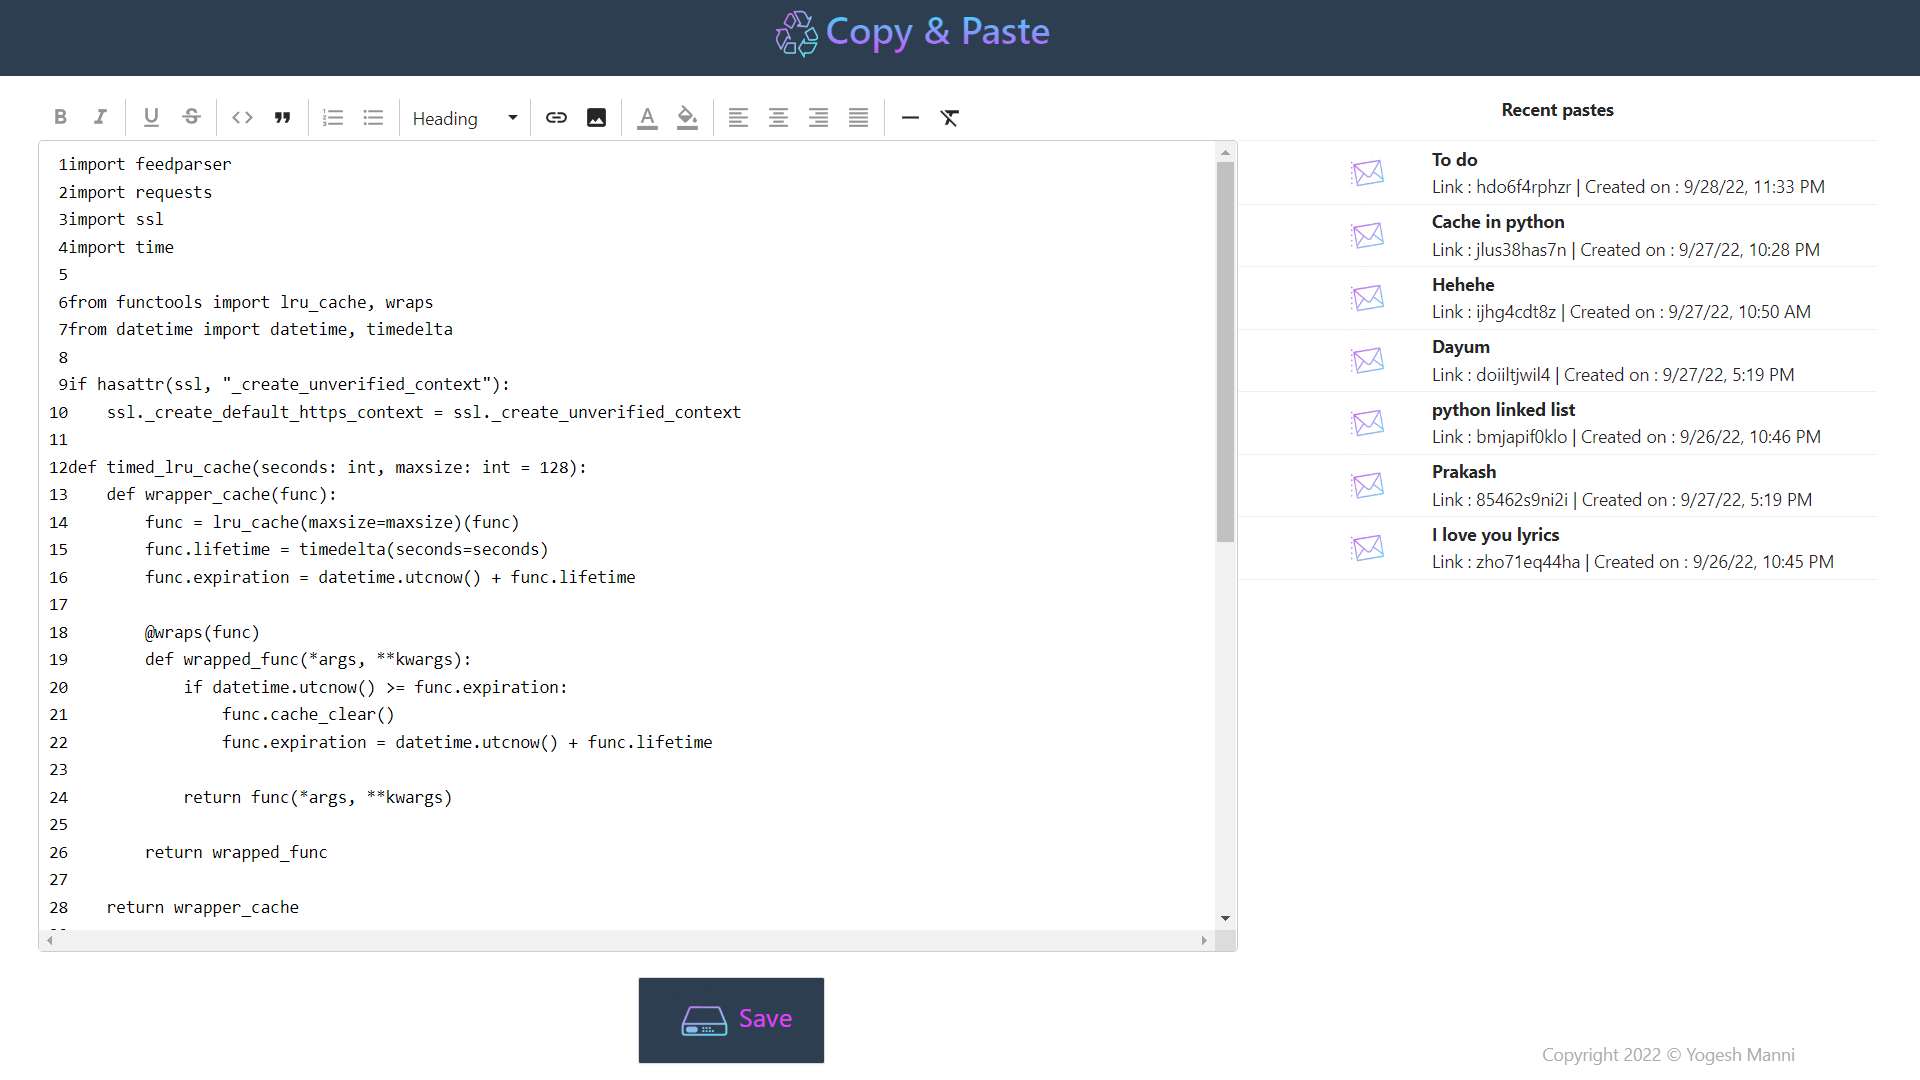 Copy & Paste
B I U S <> " Heading A
1import feedparser
2import requests
3import ssl
4import time
5
6from functools import lru_cache, wraps
7from datetime import datetime, timedelta
8
9if hasattr(ssl, "_create_unverified_context"):
10    ssl._create_default_https_context = ssl._create_unverified_context
11
12def timed_lru_cache(seconds: int, maxsize: int = 128):
13    def wrapper_cache(func):
14        func = lru_cache(maxsize=maxsize)(func)
15        func.lifetime = timedelta(seconds=seconds)
16        func.expiration = datetime.utcnow() + func.lifetime
17
18        @wraps(func)
19        def wrapped_func(*args, **kwargs):
20            if datetime.utcnow() >= func.expiration:
21                func.cache_clear()
22                func.expiration = datetime.utcnow() + func.lifetime
23
24            return func(*args, **kwargs)
25
26        return wrapped_func
27
28    return wrapper_cache
Save
Recent pastes
To do
Link : hdo6f4rphzr | Created on : 9/28/22, 11:33 PM
Cache in python
Link : jlus38has7n | Created on : 9/27/22, 10:28 PM
Hehehe
Link : ijhg4cdt8z | Created on : 9/27/22, 10:50 AM
Dayum
Link : doiiltjwil4 | Created on : 9/27/22, 5:19 PM
python linked list
Link : bmjapif0klo | Created on : 9/26/22, 10:46 PM
Prakash
Link : 85462s9ni2i | Created on : 9/27/22, 5:19 PM
I love you lyrics
Link : zho71eq44ha | Created on : 9/26/22, 10:45 PM
Copyright 2022 © Yogesh Manni